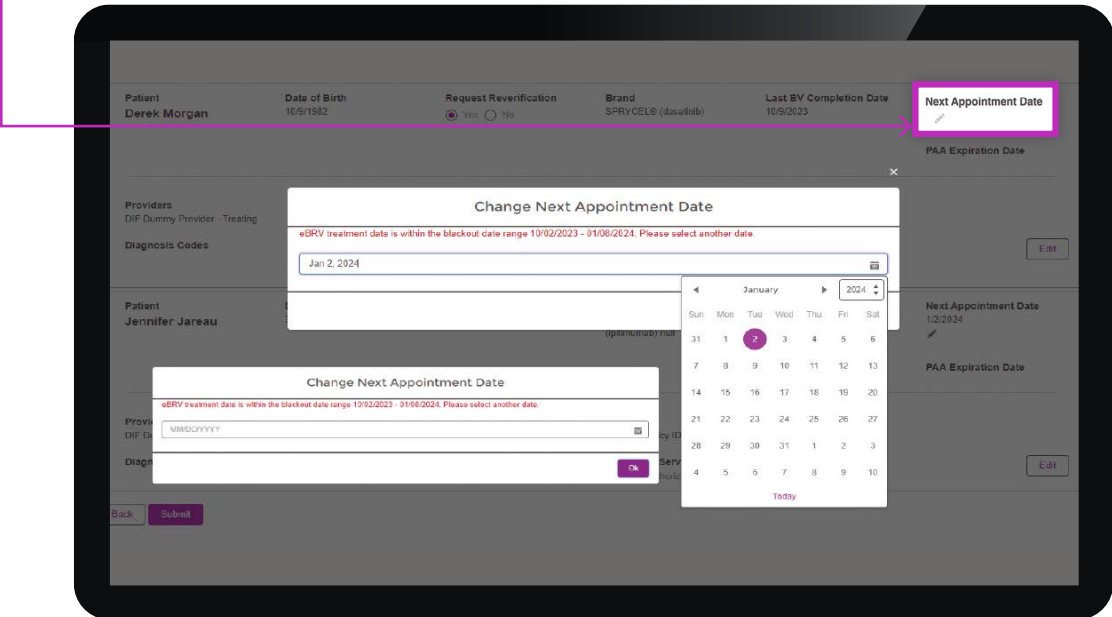 Patient Date of Birth Request Reverification Brand Last BV Completion Date Next Appointment Date
Derek Morgan 10/9/1982 Yes No SPRYCEL® (dasatinib) 10/9/2023
PAA Expiration Date
×
Providers
DIF Dummy Provider - Treating
Diagnosis Codes
Edit
Change Next Appointment Date
eBRV treatment date is within the blackout date range 10/02/2023 - 01/08/2024. Please select another date.
Jan 2, 2024
January 2024
Sun Mon Tue Wed Thu Fri Sat
31 1 2 3 4 5 6
7 8 9 10 11 12 13
14 15 16 17 18 19 20
21 22 23 24 25 26 27
28 29 30 31 1 2 3
4 5 6 7 8 9 10
Today
Patient Next Appointment Date
Jennifer Jareau 1/2/2024
(ipilimumab) null
PAA Expiration Date
Change Next Appointment Date
eBRV treatment date is within the blackout date range 10/02/2023 - 01/08/2024. Please select another date.
MM/DD/YYYY
Ok
Edit
Back Submit